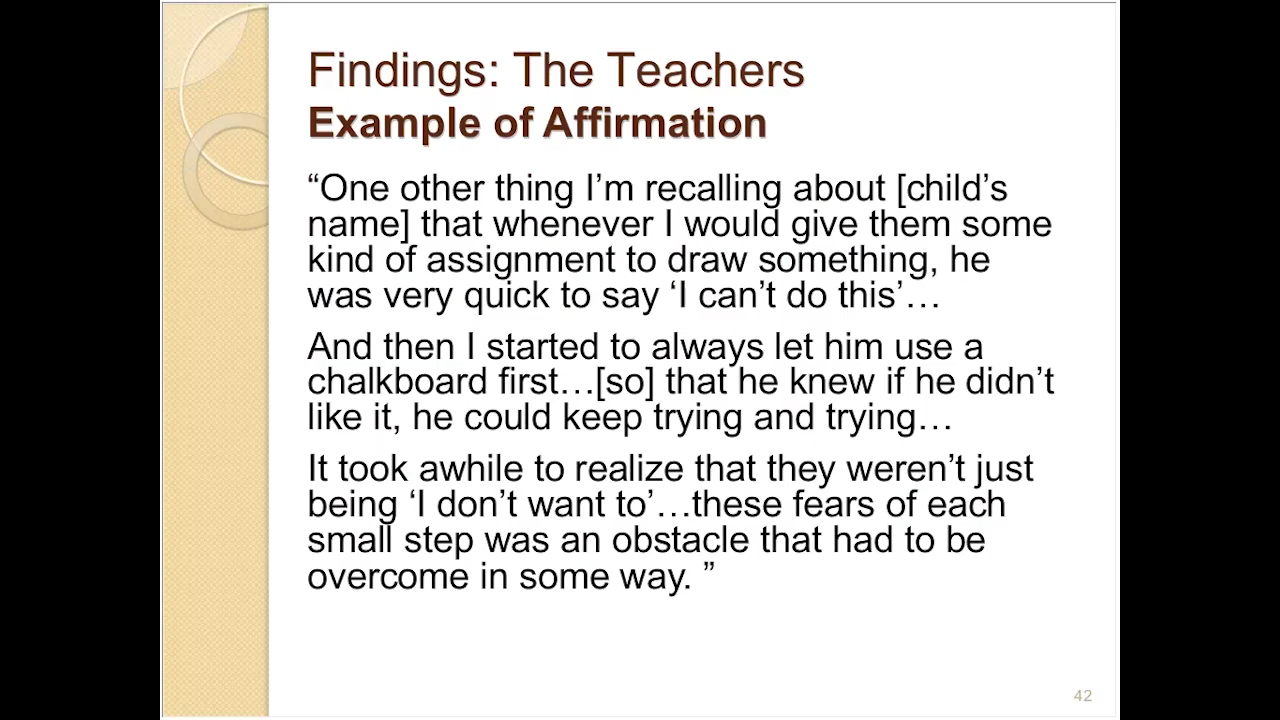 Findings: The Teachers
Example of Affirmation
“One other thing I’m recalling about [child’s
name] that whenever I would give them some
kind of assignment to draw something, he
was very quick to say ‘I can’t do this’…
And then I started to always let him use a
chalkboard first…[so] that he knew if he didn’t
like it, he could keep trying and trying…
It took awhile to realize that they weren’t just
being ‘I don’t want to’…these fears of each
small step was an obstacle that had to be
overcome in some way. ”
42